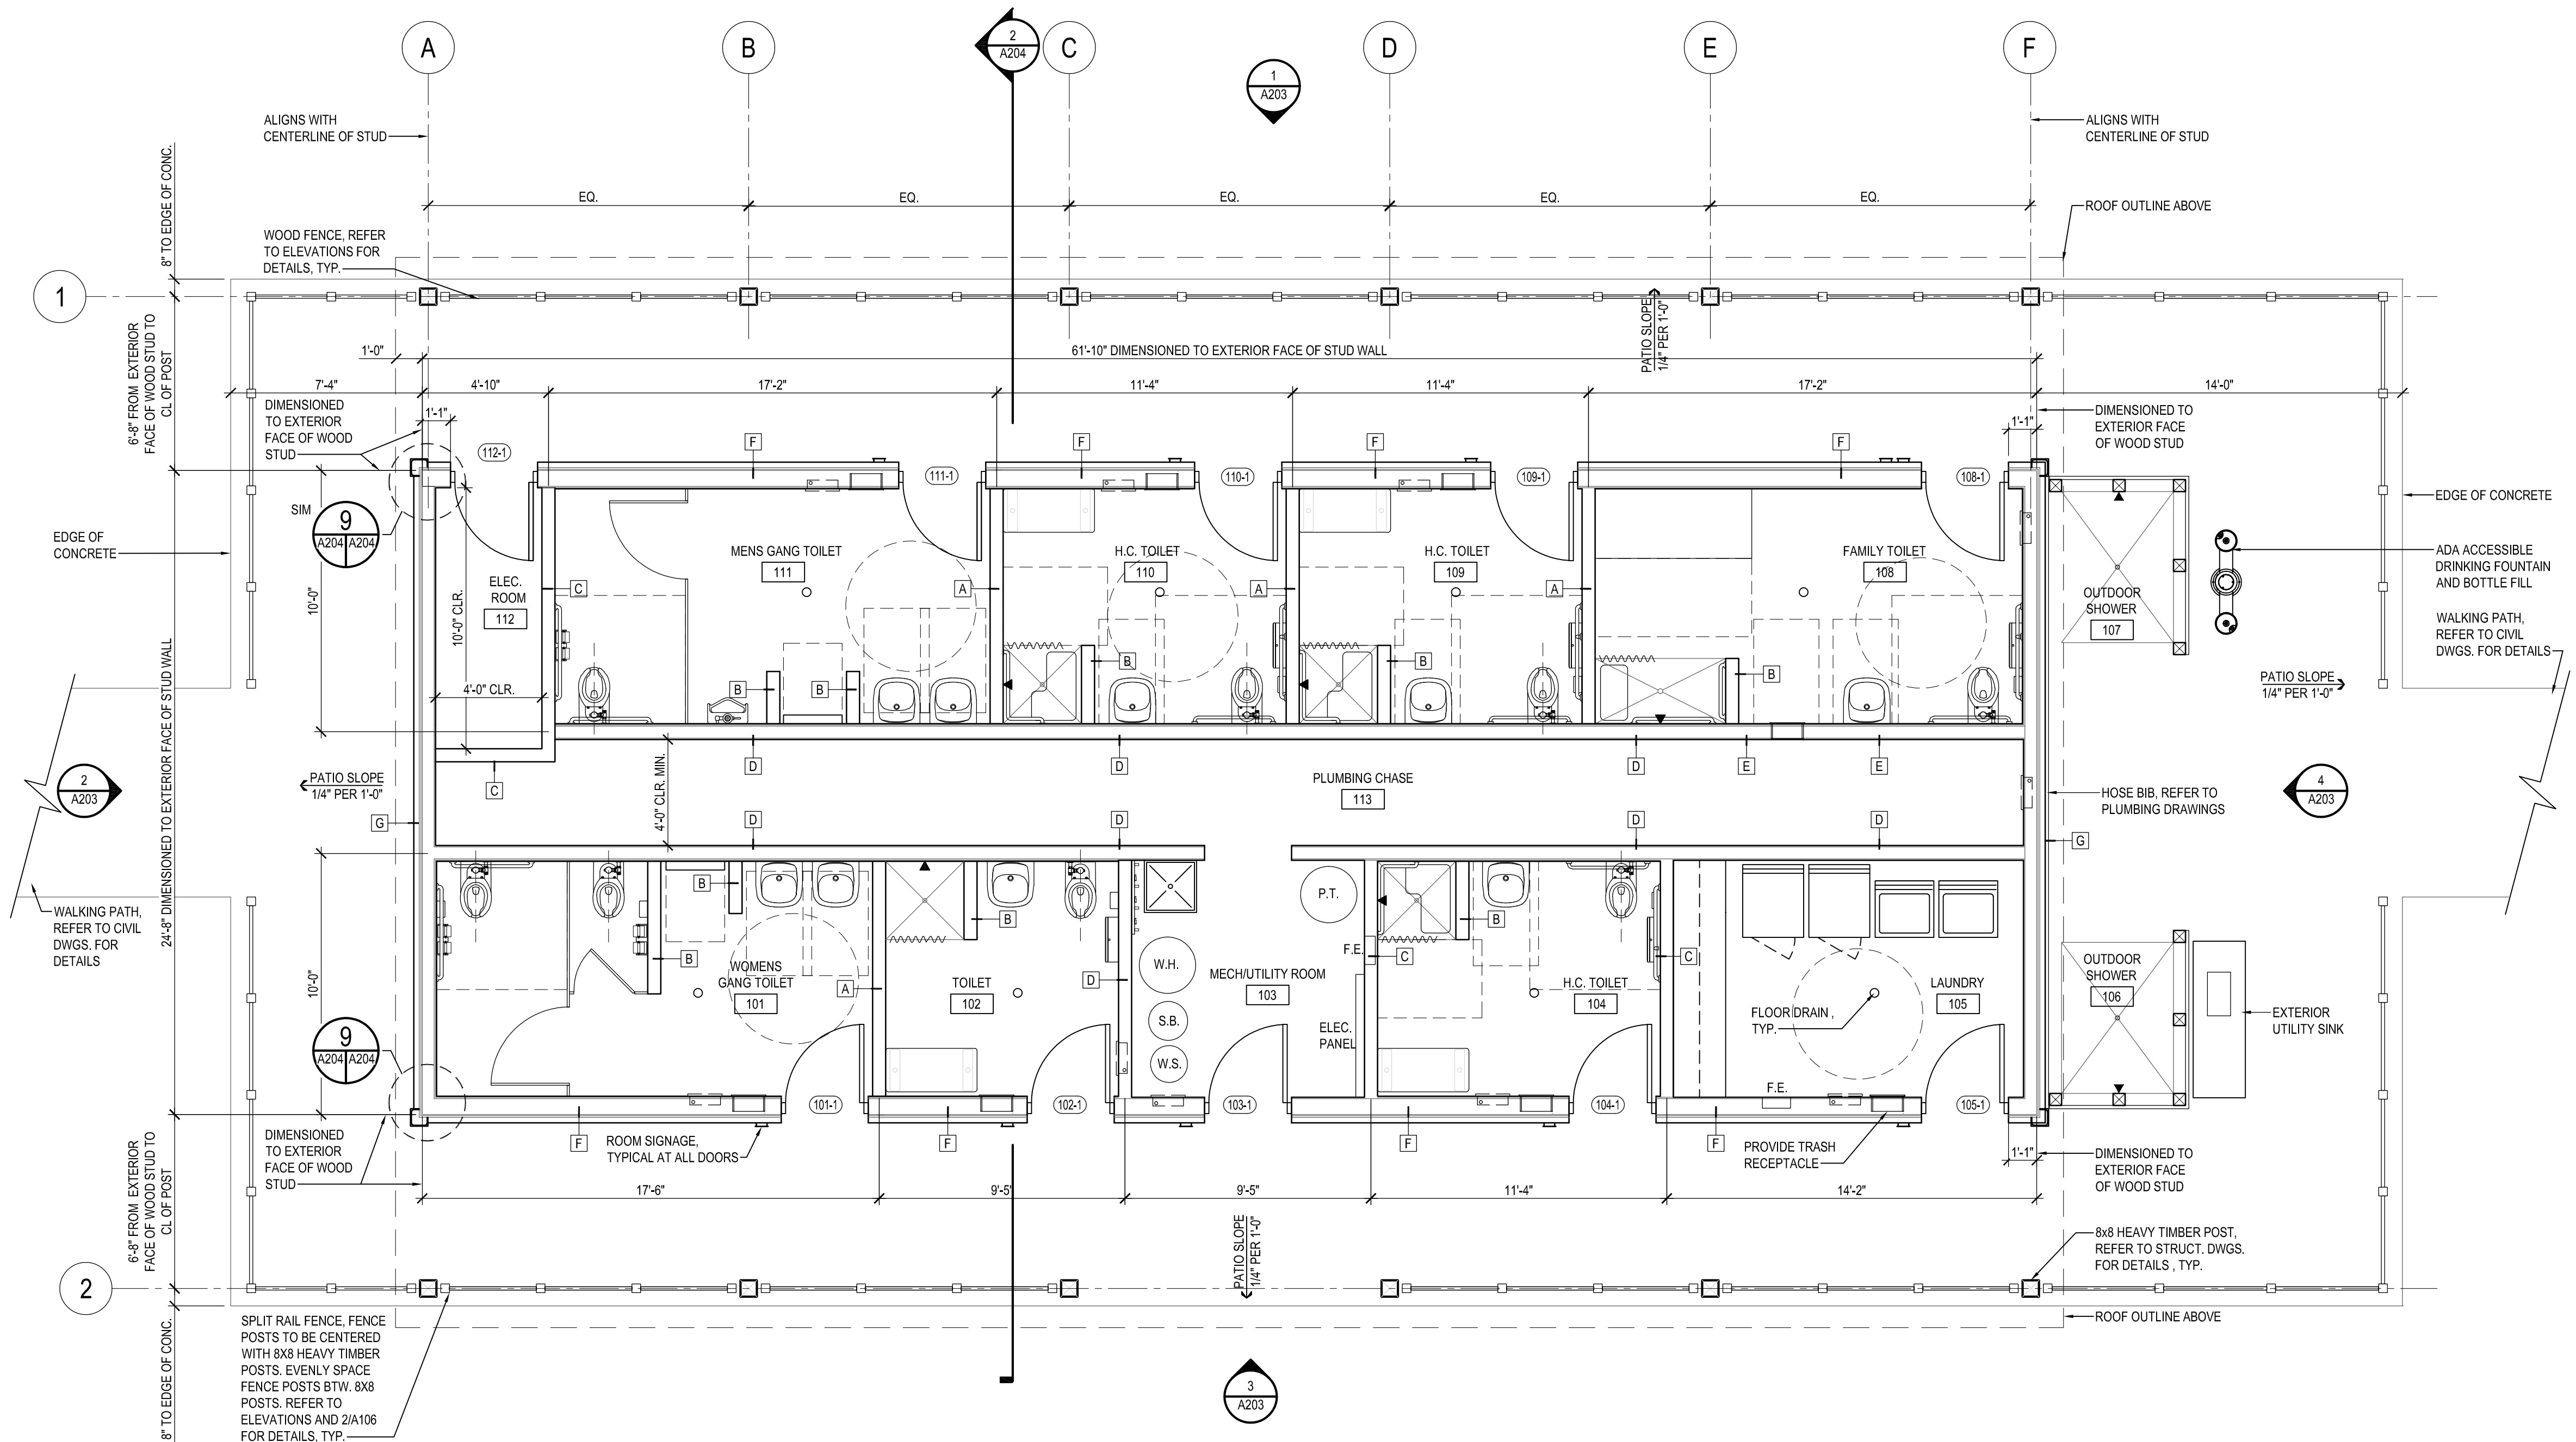 A
B
2
A204
C
D
E
F
1
A203
ALIGNS WITH
CENTERLINE OF STUD
ALIGNS WITH
CENTERLINE OF STUD
8" TO EDGE OF CONC.
EQ.
EQ.
EQ.
EQ.
EQ.
ROOF OUTLINE ABOVE
WOOD FENCE, REFER
TO ELEVATIONS FOR
DETAILS, TYP.
1
6'-8" FROM EXTERIOR
FACE OF WOOD STUD TO
CL OF POST
PATIO SLOPE
1/4" PER 1'-0"
1'-0"
61'-10" DIMENSIONED TO EXTERIOR FACE OF STUD WALL
7'-4"
4'-10"
17'-2"
11'-4"
11'-4"
17'-2"
14'-0"
DIMENSIONED
TO EXTERIOR
FACE OF WOOD
STUD
1'-1"
1'-1"
DIMENSIONED TO
EXTERIOR FACE
OF WOOD STUD
112-1
F
111-1
F
110-1
F
109-1
F
108-1
SIM
9
A204
A204
EDGE OF CONCRETE
EDGE OF
CONCRETE
10'-0"
10'-0" CLR.
4'-0" CLR.
ELEC.
ROOM
112
C
MENS GANG TOILET
111
A
H.C. TOILET
110
A
H.C. TOILET
109
A
FAMILY TOILET
108
OUTDOOR
SHOWER
107
ADA ACCESSIBLE
DRINKING FOUNTAIN
AND BOTTLE FILL
WALKING PATH,
REFER TO CIVIL
DWGS. FOR DETAILS
B
B
B
B
B
PATIO SLOPE
1/4" PER 1'-0"
24'-8" DIMENSIONED TO EXTERIOR FACE OF STUD WALL
2
A203
PATIO SLOPE
1/4" PER 1'-0"
C
4'-0" CLR. MIN.
D
D
D
E
E
PLUMBING CHASE
113
G
D
D
D
D
HOSE BIB, REFER TO
PLUMBING DRAWINGS
G
4
A203
WALKING PATH,
REFER TO CIVIL
DWGS. FOR
DETAILS
10'-0"
B
B
WOMENS
GANG TOILET
101
A
B
TOILET
102
D
W.H.
S.B.
W.S.
MECH/UTILITY ROOM
103
P.T.
F.E.
ELEC.
PANEL
C
B
H.C. TOILET
104
C
FLOOR DRAIN ,
TYP.
LAUNDRY
105
F.E.
OUTDOOR
SHOWER
106
EXTERIOR
UTILITY SINK
9
A204
A204
101-1
102-1
103-1
104-1
105-1
DIMENSIONED
TO EXTERIOR
FACE OF WOOD
STUD
F
ROOM SIGNAGE,
TYPICAL AT ALL DOORS
F
F
F
PROVIDE TRASH
RECEPTACLE
1'-1"
DIMENSIONED TO
EXTERIOR FACE
OF WOOD STUD
6'-8" FROM EXTERIOR
FACE OF WOOD STUD TO
CL OF POST
17'-6"
9'-5"
9'-5"
11'-4"
14'-2"
PATIO SLOPE
1/4" PER 1'-0"
8x8 HEAVY TIMBER POST,
REFER TO STRUCT. DWGS.
FOR DETAILS , TYP.
2
ROOF OUTLINE ABOVE
8" TO EDGE OF CONC.
SPLIT RAIL FENCE, FENCE
POSTS TO BE CENTERED
WITH 8X8 HEAVY TIMBER
POSTS. EVENLY SPACE
FENCE POSTS BTW. 8X8
POSTS. REFER TO
ELEVATIONS AND 2/A106
FOR DETAILS, TYP.
3
A203